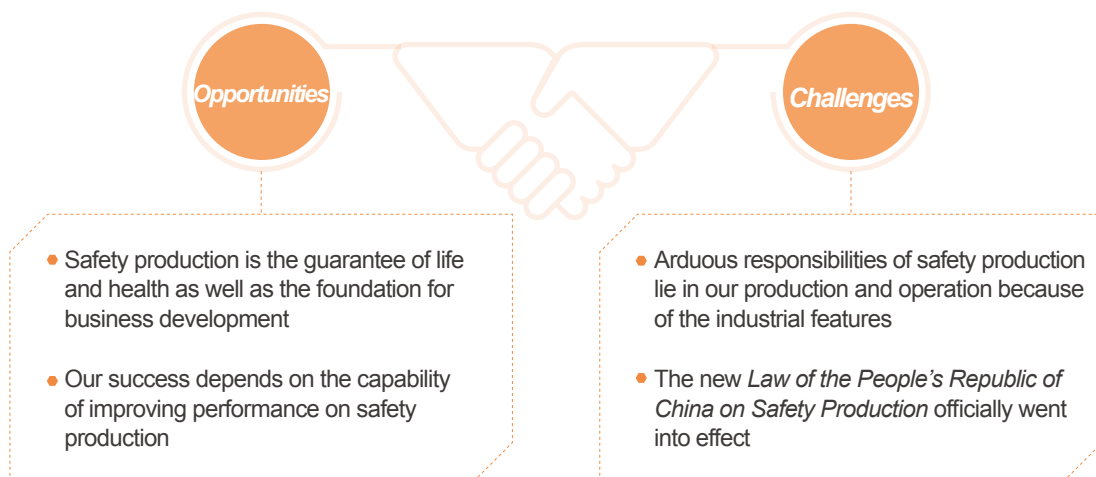 Opportunities
Safety production is the guarantee of life
and health as well as the foundation for
business development
Our success depends on the capability
of improving performance on safety
production
Challenges
Arduous responsibilities of safety production
lie in our production and operation because
of the industrial features
The new Law of the People’s Republic of
China on Safety Production officially went
into effect